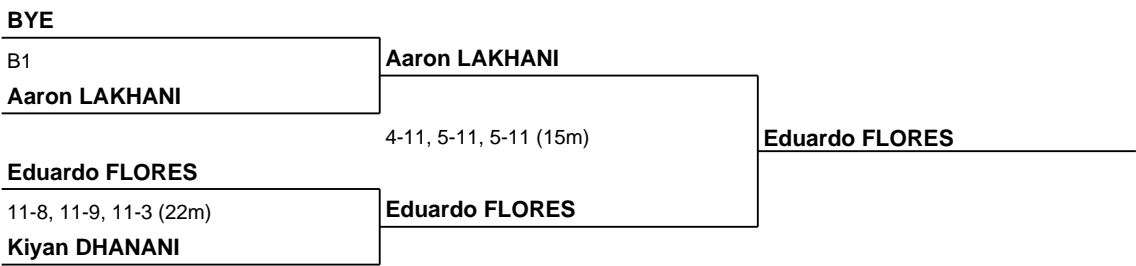 BYE
B1
Aaron LAKHANI
Aaron LAKHANI
4-11, 5-11, 5-11 (15m)
Eduardo FLORES
Eduardo FLORES
11-8, 11-9, 11-3 (22m)
Eduardo FLORES
Kiyan DHANANI